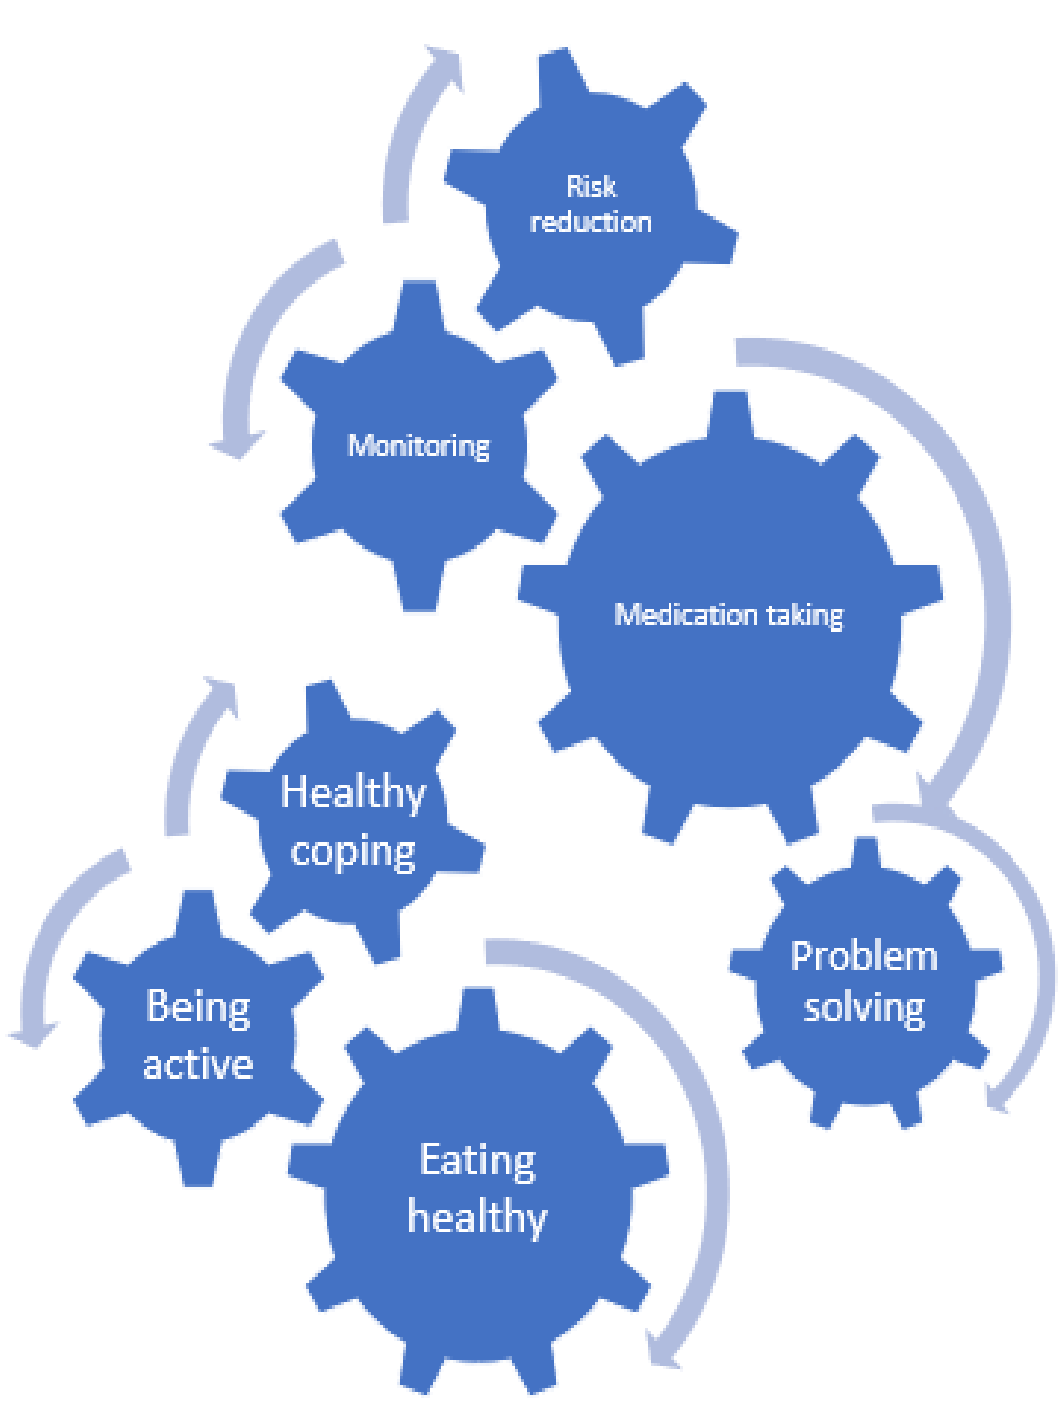 Risk
reduction
Monitoring
Medication taking
Healthy
coping
Problem
solving
Being
active
Eating
healthy